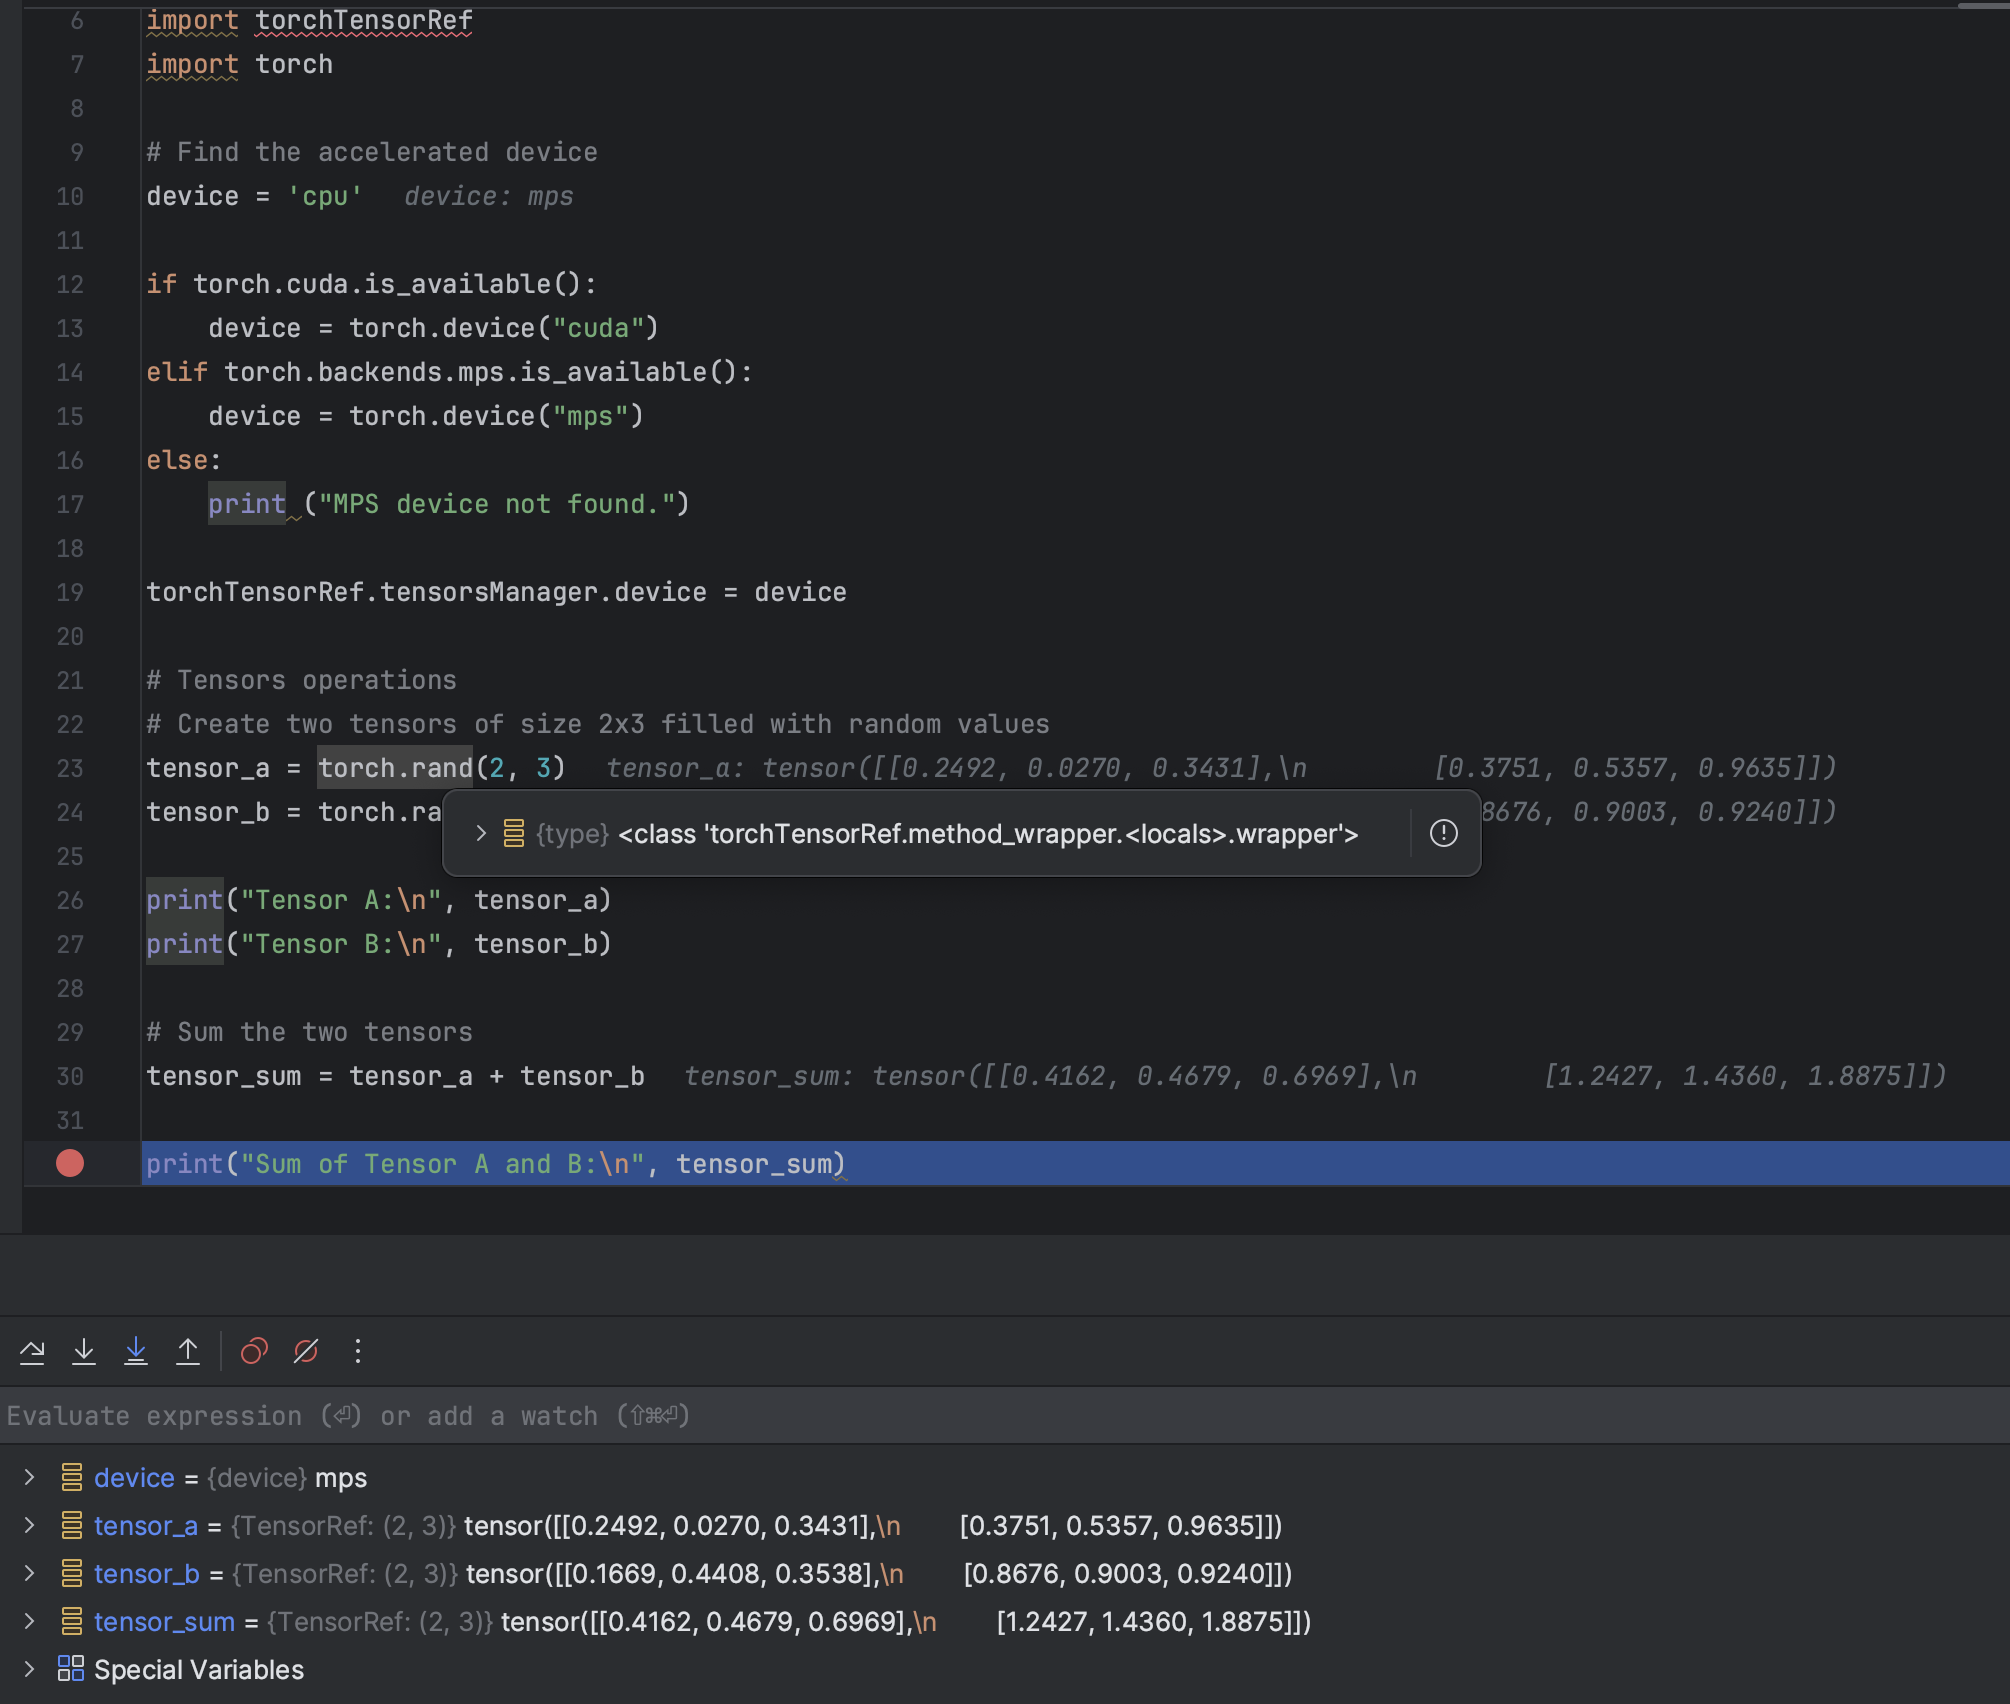 6 import torchTensorRef
7 import torch
8
9 # Find the accelerated device
10 device = 'cpu' device: mps
11
12 if torch.cuda.is_available():
13 device = torch.device("cuda")
14 elif torch.backends.mps.is_available():
15 device = torch.device("mps")
16 else:
17 print ("MPS device not found.")
18
19 torchTensorRef.tensorsManager.device = device
20
21 # Tensors operations
22 # Create two tensors of size 2x3 filled with random values
23 tensor_a = torch.rand(2, 3) tensor_a: tensor([[0.2492, 0.0270, 0.3431],\n [0.3751, 0.5357, 0.9635]])
24 tensor_b = torch.ra 8676, 0.9003, 0.9240]])
{type} <class 'torchTensorRef.method_wrapper.<locals>.wrapper'>
25
26 print("Tensor A:\n", tensor_a)
27 print("Tensor B:\n", tensor_b)
28
29 # Sum the two tensors
30 tensor_sum = tensor_a + tensor_b tensor_sum: tensor([[0.4162, 0.4679, 0.6969],\n [1.2427, 1.4360, 1.8875]])
31
print("Sum of Tensor A and B:\n", tensor_sum)
Evaluate expression (⏎) or add a watch (⇧⌘⏎)
device = {device} mps
tensor_a = {TensorRef: (2, 3)} tensor([[0.2492, 0.0270, 0.3431],\n [0.3751, 0.5357, 0.9635]])
tensor_b = {TensorRef: (2, 3)} tensor([[0.1669, 0.4408, 0.3538],\n [0.8676, 0.9003, 0.9240]])
tensor_sum = {TensorRef: (2, 3)} tensor([[0.4162, 0.4679, 0.6969],\n [1.2427, 1.4360, 1.8875]])
Special Variables